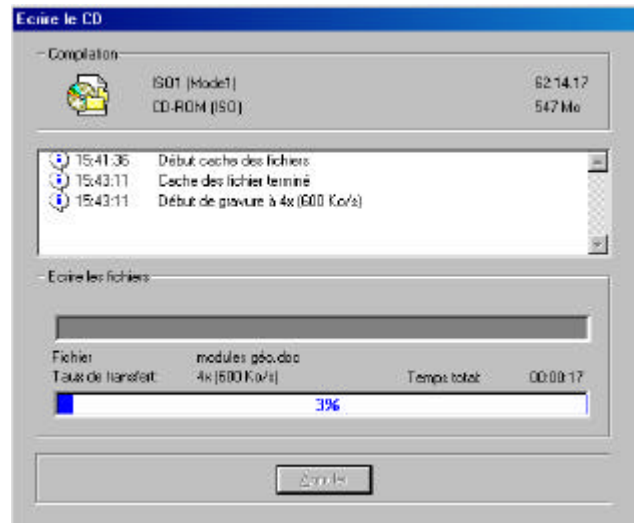 Ecrire le CD
Compilation
ISO1 (Mode1) 62:14.17
CD-ROM (ISO) 547 Mo
15:41:36 Début cache des fichiers
15:43:11 Cache des fichier terminé
15:43:11 Début de gravure à 4x (600 Ko/s)
Ecrire les fichiers
Fichier modules géo.doc
Taux de transfert: 4x (600 Ko/s) Temps total: 00:00:17
3%
Annuler